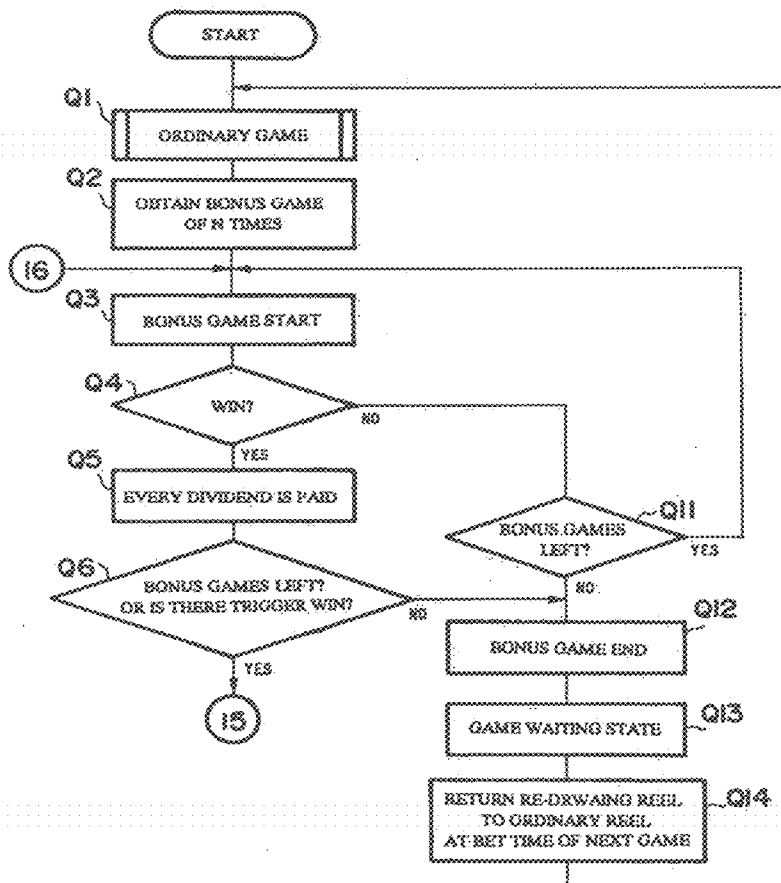 START
Q1
ORDINARY GAME
Q2
OBTAIN BONUS GAME
OF N TIMES
16
Q3
BONUS GAME START
Q4
WIN?
NO
YES
Q5
EVERY DIVIDEND IS PAID
Q11
BONUS GAMES
LEFT?
YES
NO
Q6
BONUS GAMES LEFT?
OR IS THERE TRIGGER WIN?
NO
YES
15
Q12
BONUS GAME END
Q13
GAME WAITING STATE
Q14
RETURN RE-DRWAING REEL
TO ORDINARY REEL
AT BET TIME OF NEXT GAME